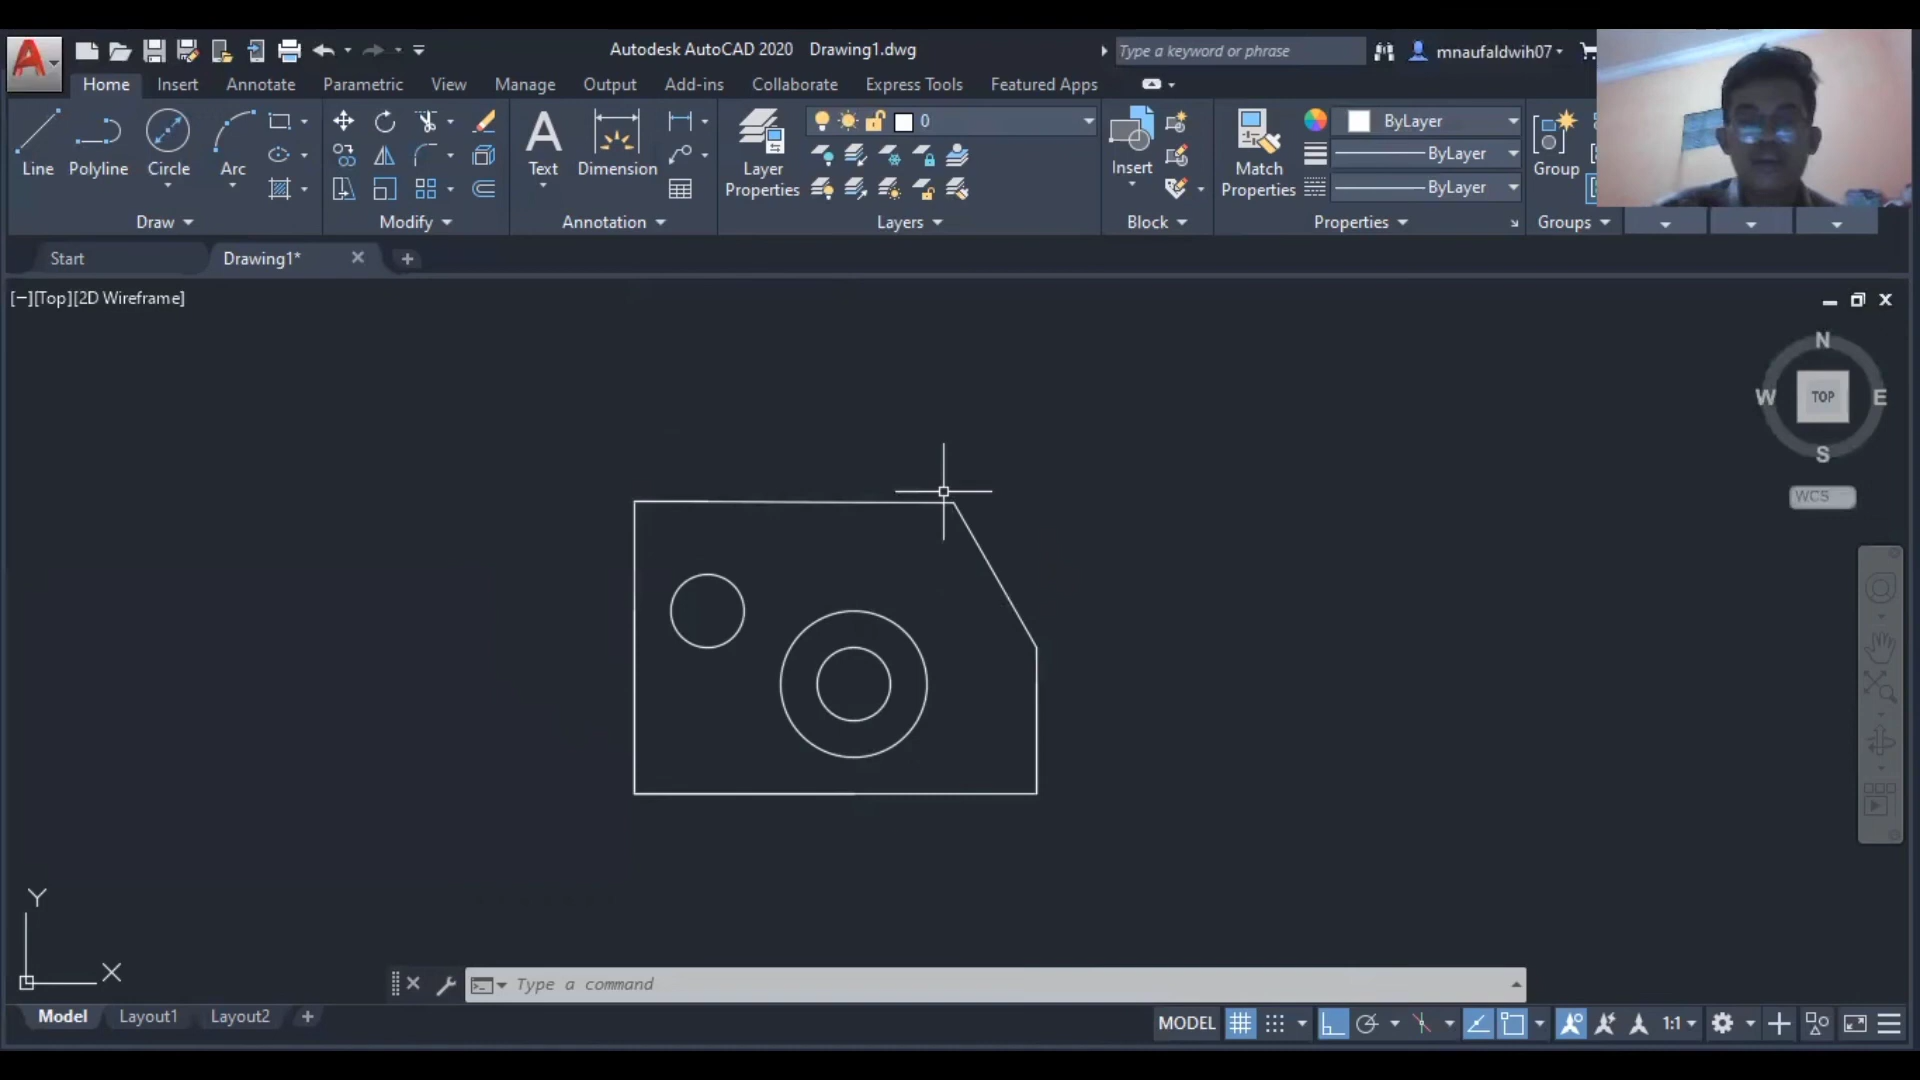 Autodesk AutoCAD 2020 Drawing1.dwg
Type a keyword or phrase
mnaufaldwih07
Home Insert Annotate Parametric View Manage Output Add-ins Collaborate Express Tools Featured Apps
Line Polyline Circle Arc
Text Dimension
Layer Properties
0
Insert
Match Properties
ByLayer
ByLayer
ByLayer
Group
Draw Modify Annotation Layers Block Properties Groups
Start Drawing1*
[−][Top][2D Wireframe]
N
W TOP E
S
WCS
Y
X
Type a command
Model Layout1 Layout2
MODEL 1:1